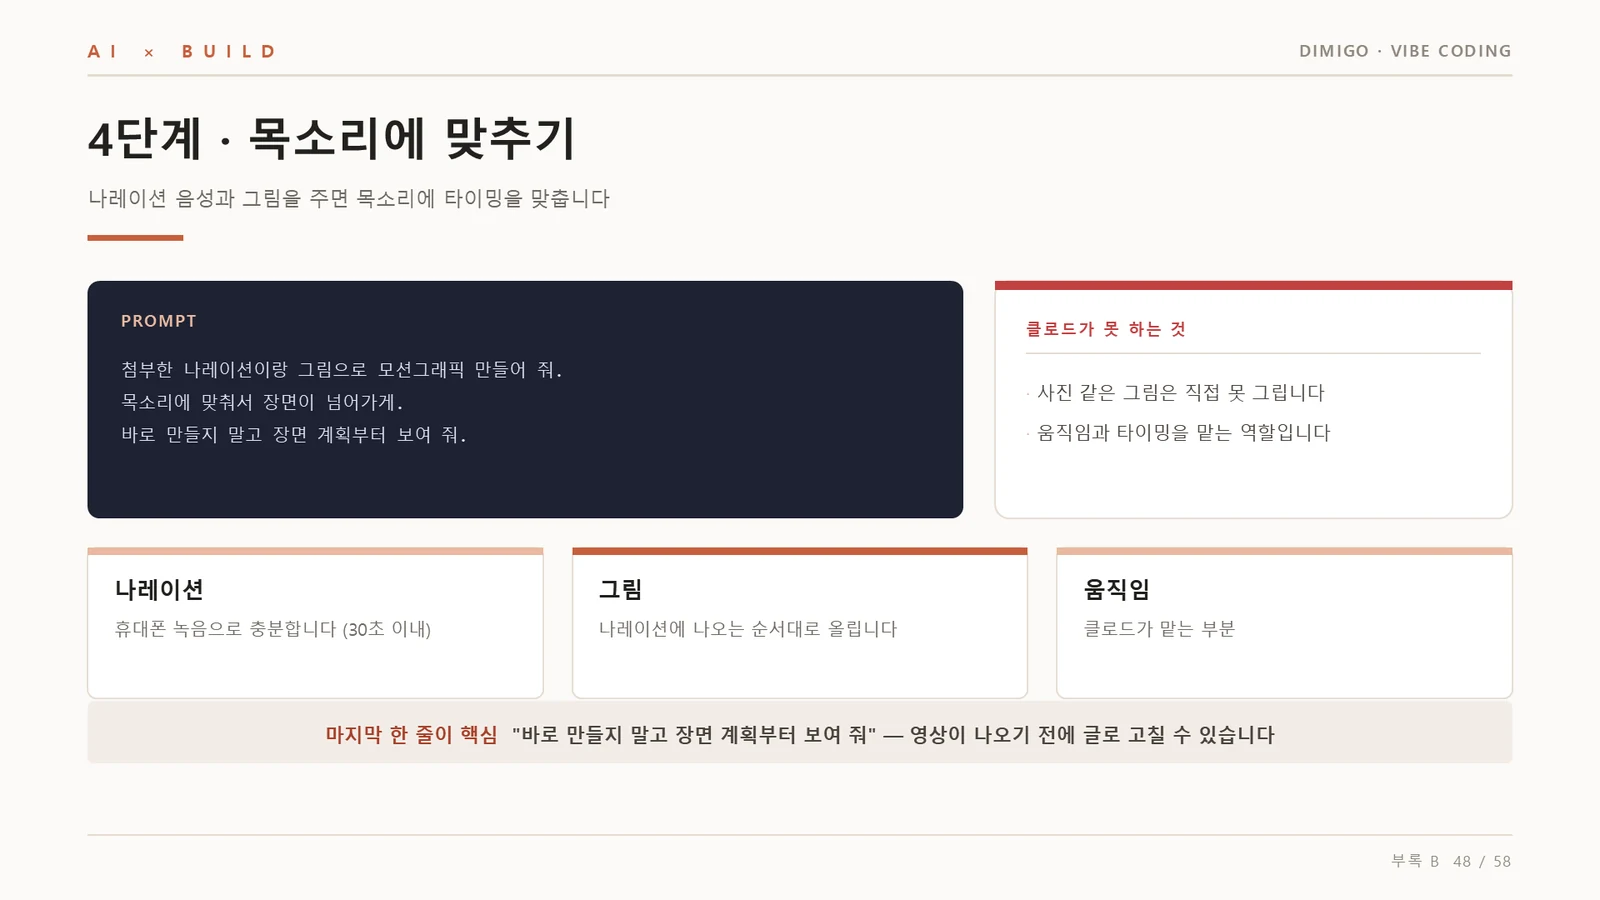 AI × BUILD
DIMIGO · VIBE CODING
4단계 · 목소리에 맞추기
나레이션 음성과 그림을 주면 목소리에 타이밍을 맞춥니다
PROMPT
첨부한 나레이션이랑 그림으로 모션그래픽 만들어 줘.
목소리에 맞춰서 장면이 넘어가게.
바로 만들지 말고 장면 계획부터 보여 줘.
클로드가 못 하는 것
· 사진 같은 그림은 직접 못 그립니다
· 움직임과 타이밍을 맡는 역할입니다
나레이션
휴대폰 녹음으로 충분합니다 (30초 이내)
그림
나레이션에 나오는 순서대로 올립니다
움직임
클로드가 맡는 부분
마지막 한 줄이 핵심 "바로 만들지 말고 장면 계획부터 보여 줘" — 영상이 나오기 전에 글로 고칠 수 있습니다
부록 B 48 / 58